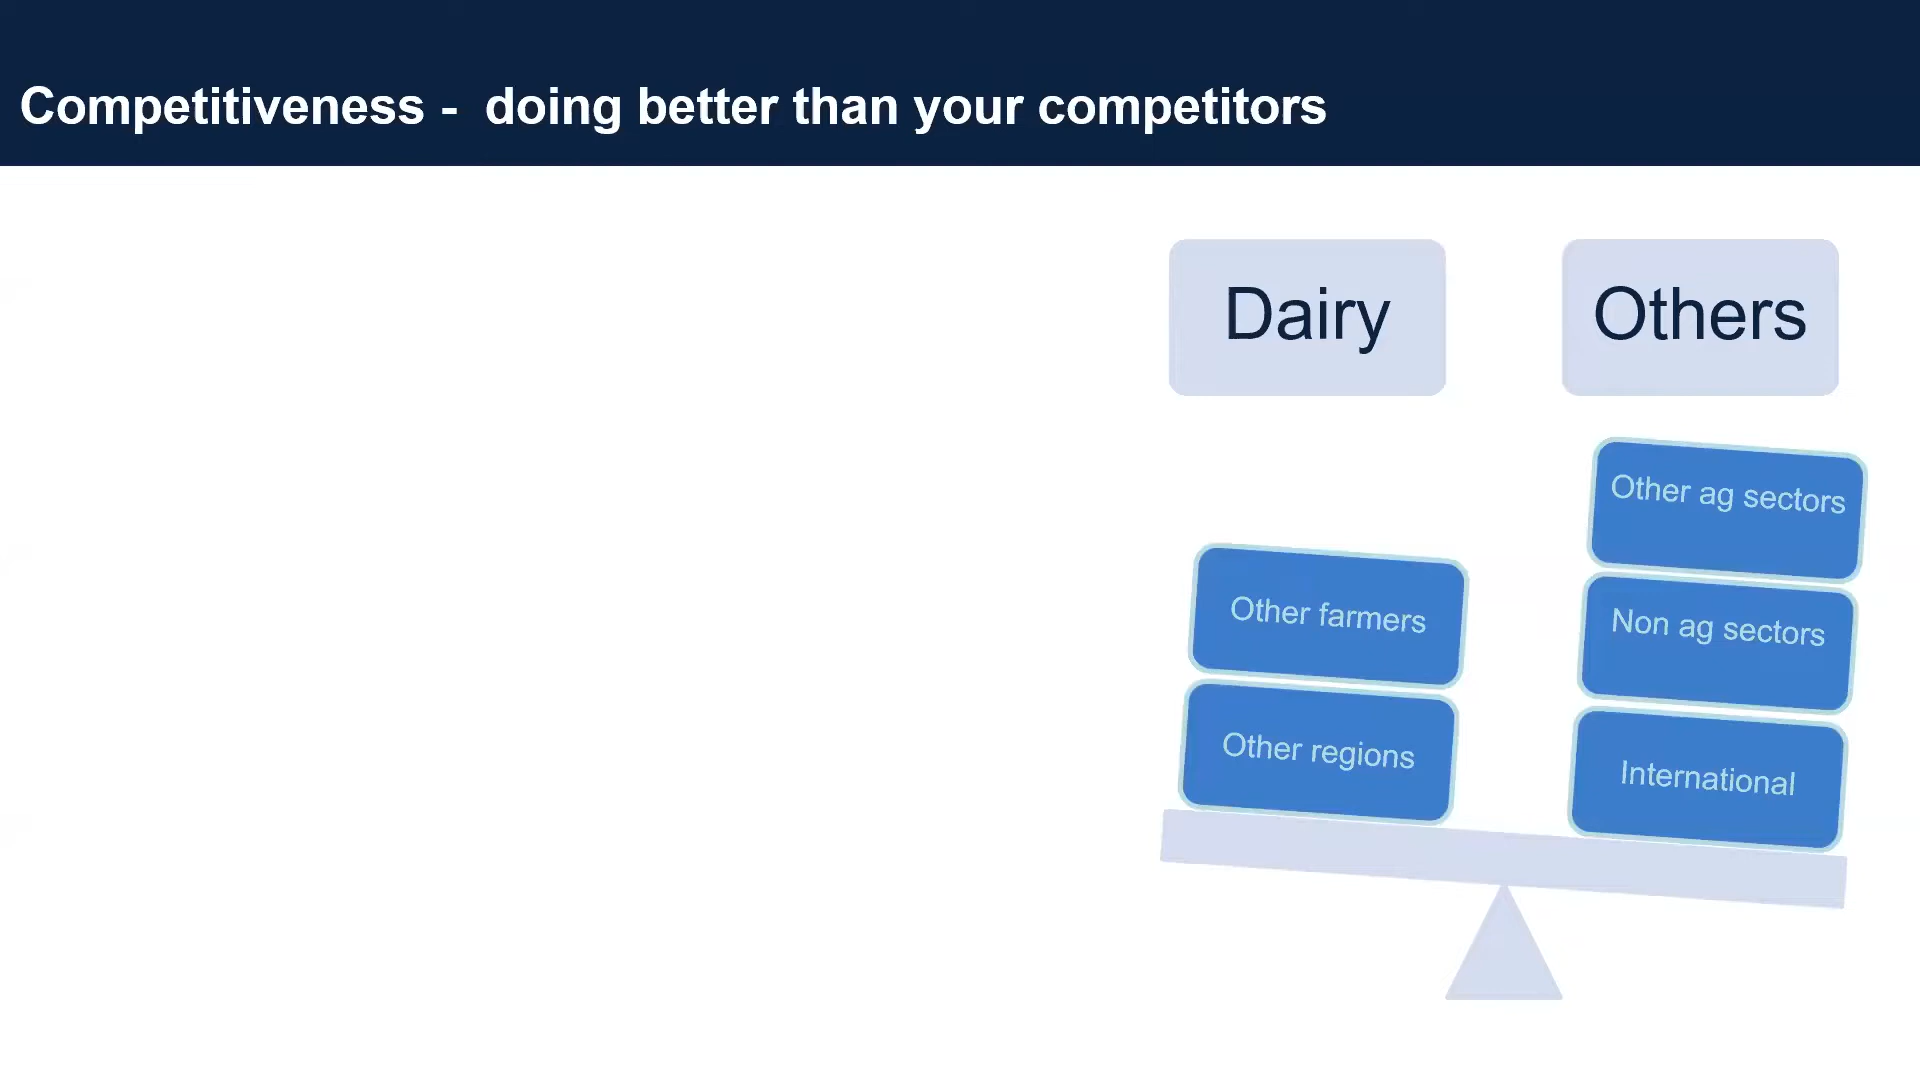 Competitiveness -  doing better than your competitors
Dairy
Others
Other farmers
Other regions
Other ag sectors
Non ag sectors
International